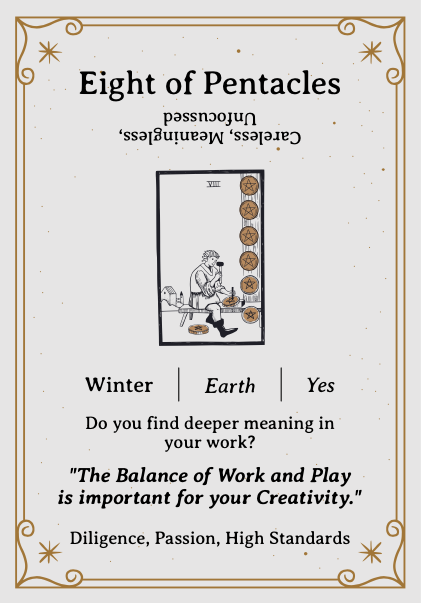 Eight of Pentacles
Careless, Meaningless,
Unfocussed
VIII
Winter | Earth | Yes
Do you find deeper meaning in
your work?
"The Balance of Work and Play
is important for your Creativity."
Diligence, Passion, High Standards